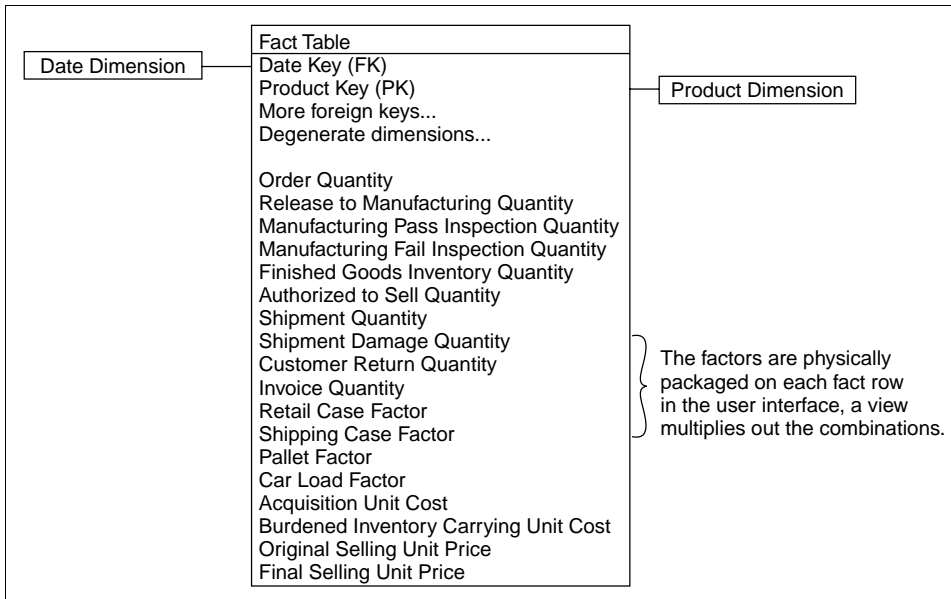 Fact Table
Date Dimension
Date Key (FK)
Product Key (PK)
Product Dimension
More foreign keys...
Degenerate dimensions...
Order Quantity
Release to Manufacturing Quantity
Manufacturing Pass Inspection Quantity
Manufacturing Fail Inspection Quantity
Finished Goods Inventory Quantity
Authorized to Sell Quantity
Shipment Quantity
Shipment Damage Quantity
Customer Return Quantity
Invoice Quantity
Retail Case Factor
Shipping Case Factor
Pallet Factor
Car Load Factor
Acquisition Unit Cost
Burdened Inventory Carrying Unit Cost
Original Selling Unit Price
Final Selling Unit Price
The factors are physically
packaged on each fact row
in the user interface, a view
multiplies out the combinations.